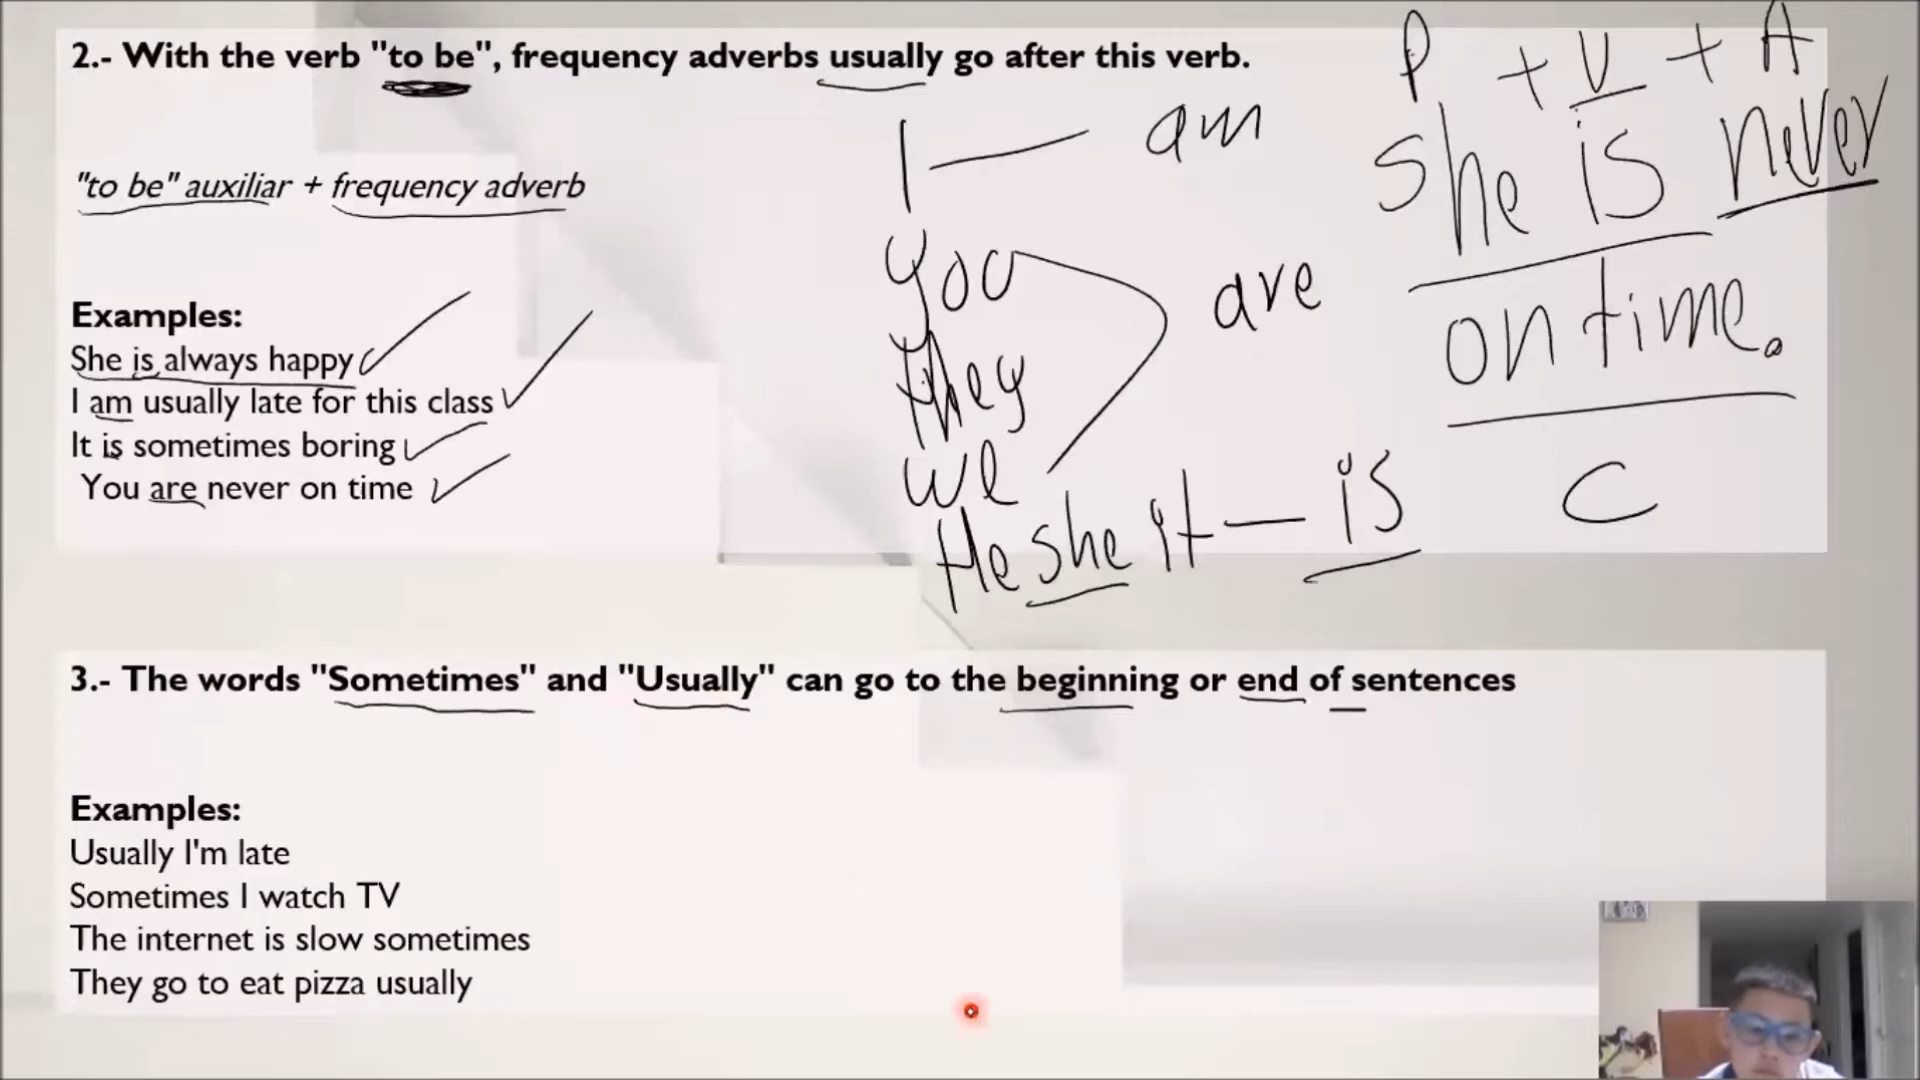 2.- With the verb "to be", frequency adverbs usually go after this verb.
"to be" auxiliar + frequency adverb
Examples:
She is always happy
I am usually late for this class
It is sometimes boring
You are never on time
I — am
You
they
we
are
He she it — is
P + V + A
she is never
on time.
C
3.- The words "Sometimes" and "Usually" can go to the beginning or end of sentences
Examples:
Usually I'm late
Sometimes I watch TV
The internet is slow sometimes
They go to eat pizza usually